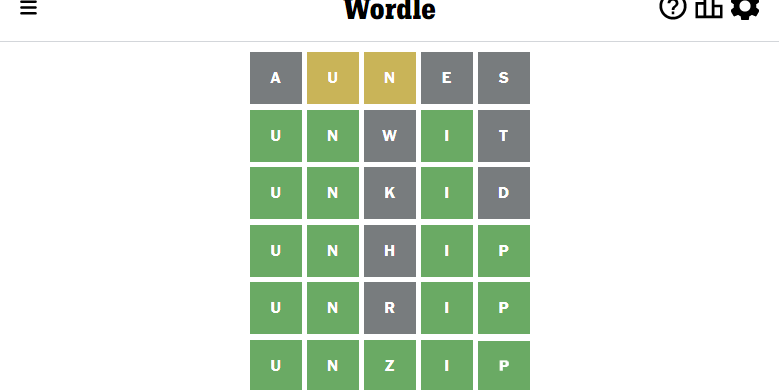 Wordle
A U N E S
U N W I T
U N K I D
U N H I P
U N R I P
U N Z I P